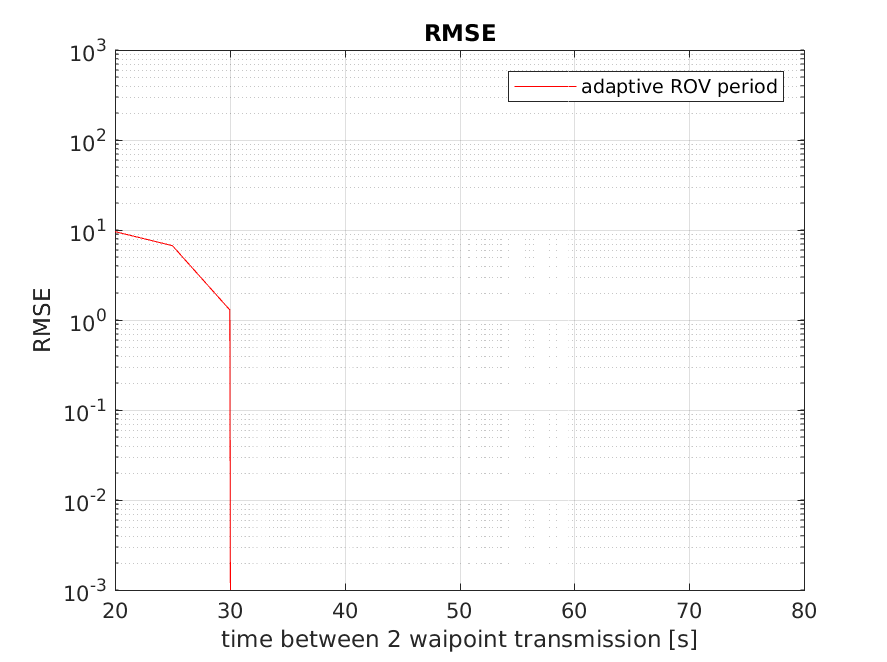 RMSE
adaptive ROV period
10^3
10^2
10^1
10^0
10^-1
10^-2
10^-3
RMSE
20 30 40 50 60 70 80
time between 2 waipoint transmission [s]